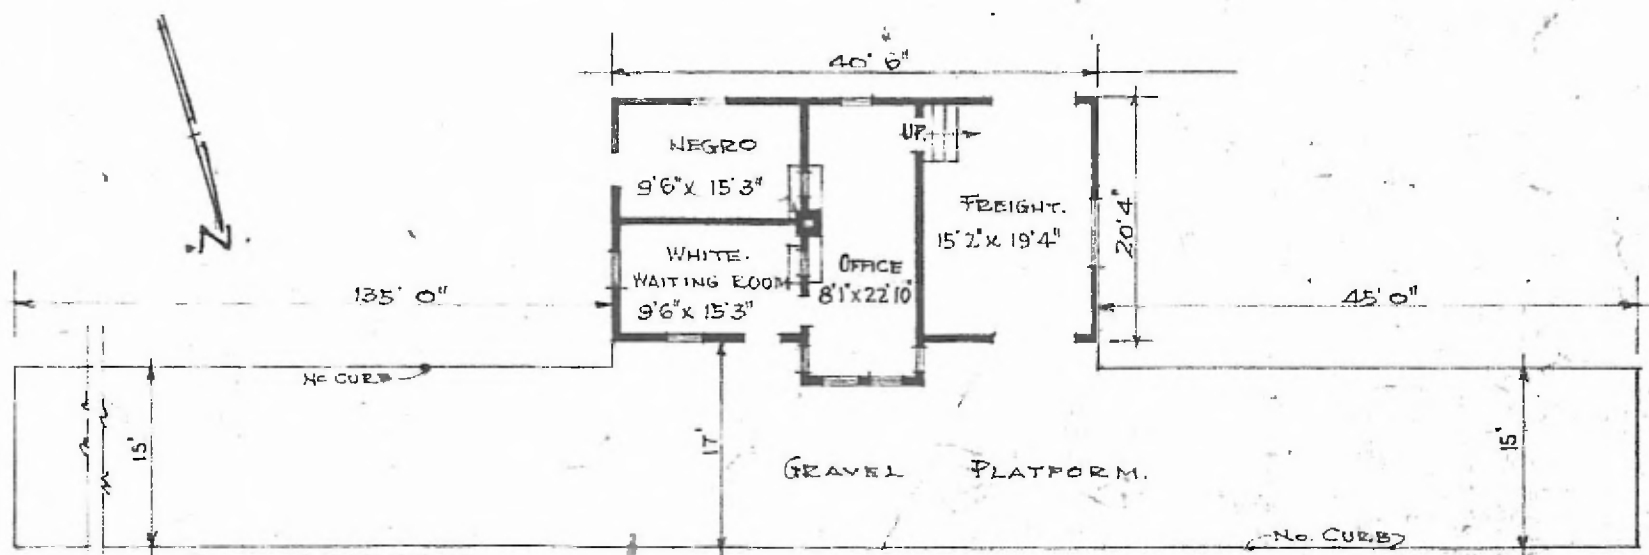 40' 6"
UP.
NEGRO
9'6" x 15'3"
FREIGHT.
15'2" x 19'4"
20'4"
N
WHITE.
WAITING ROOM
9'6" x 15'3"
OFFICE
8'1" x 22'10"
135' 0"
45' 0"
No CURB
15'
17'
15'
GRAVEL PLATFORM.
No. CURB